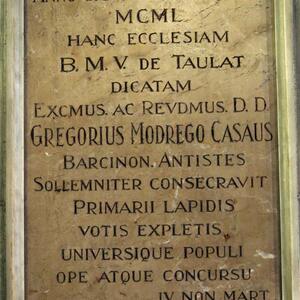 MCML
HANC ECCLESIAM
B. M. V. DE TAULAT
DICATAM
EXCMUS. AC REVDMUS. D. D
GREGORIUS MODREGO CASAUS
BARCINON. ANTISTES
SOLLEMNITER CONSECRAVIT
PRIMARII LAPIDIS
VOTIS EXPLETIS
UNIVERSIQUE POPULI
OPE ATQUE CONCURSU
IV NON MART